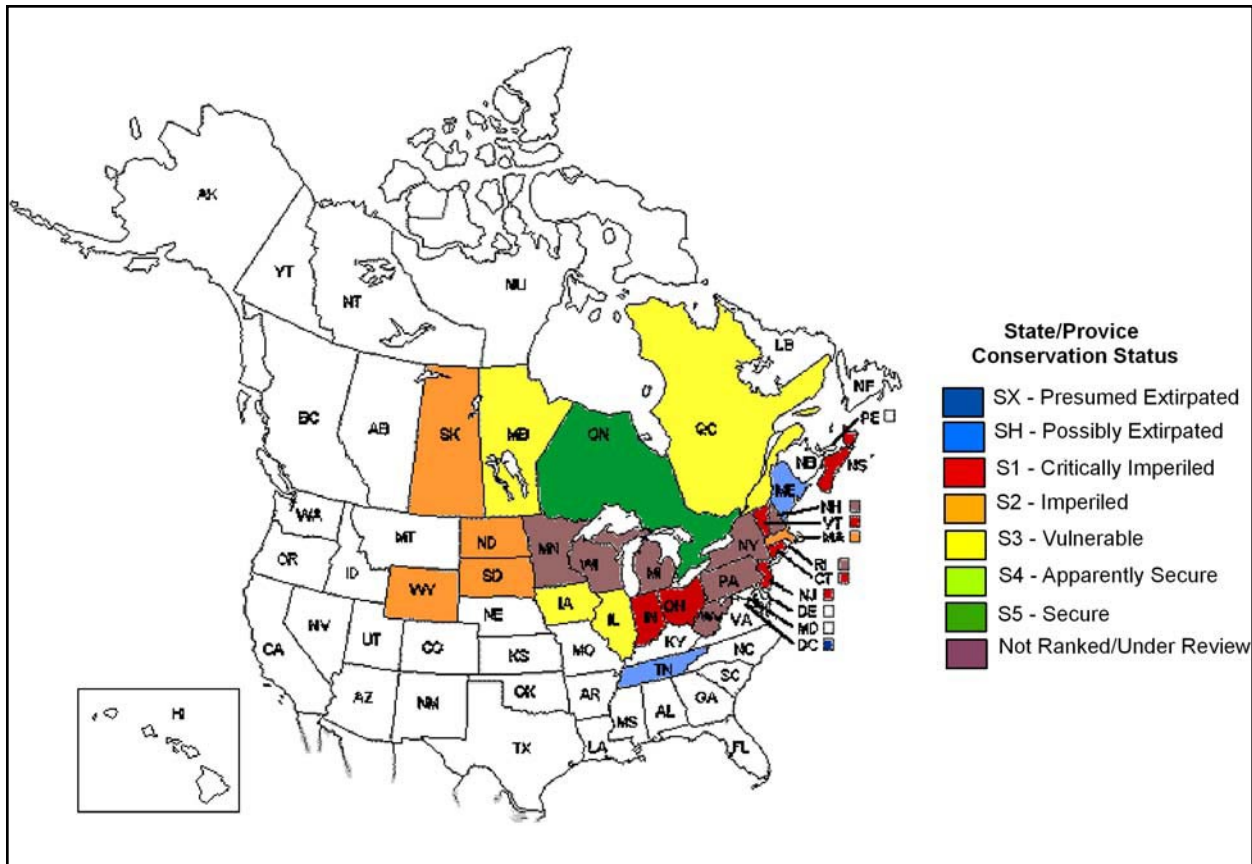 AK
YT
NT
NU
BC
AB
SK
MB
ON
QC
LB
NF
PE
NB
NS
ME
NH
VT
MA
RI
CT
NJ
DE
MD
DC
WA
MT
ND
MN
WI
MI
NY
PA
OR
ID
WY
SD
IA
IL
IN
OH
WV
VA
NE
NV
UT
CO
KS
MO
KY
NC
CA
TN
SC
AZ
NM
OK
AR
MS
AL
GA
TX
LA
FL
HI
State/Provice
Conservation Status
SX - Presumed Extirpated
SH - Possibly Extirpated
S1 - Critically Imperiled
S2 - Imperiled
S3 - Vulnerable
S4 - Apparently Secure
S5 - Secure
Not Ranked/Under Review